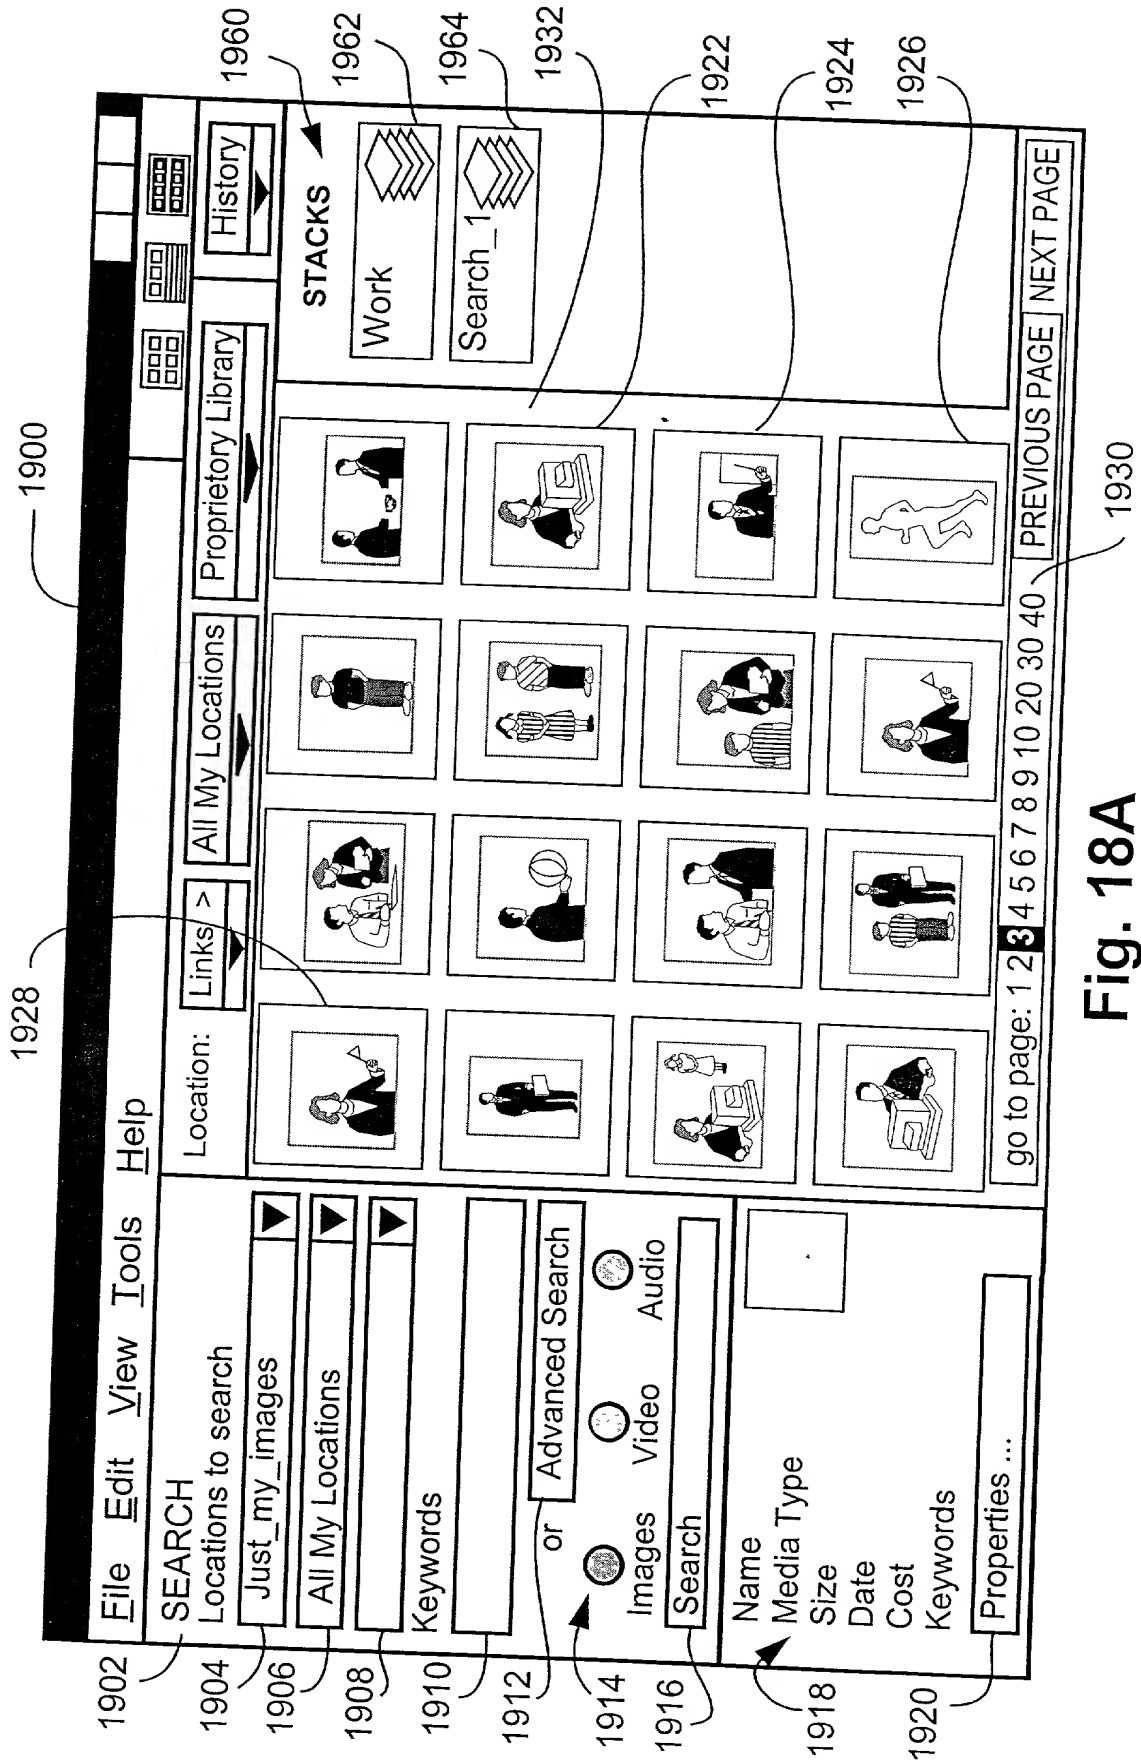 1900
1928
File Edit View Tools Help
SEARCH
Locations to search
Just_my_images
All My Locations
Keywords
or
Advanced Search
Images
Video
Audio
Search
Name
Media Type
Size
Date
Cost
Keywords
Properties ...
Location:
Links >
All My Locations
Proprietory Library
History
STACKS
Work
Search_1
go to page: 1 2 3 4 5 6 7 8 9 10 20 30 40
PREVIOUS PAGE
NEXT PAGE
1902
1904
1906
1908
1910
1912
1914
1916
1918
1920
1960
1962
1964
1932
1922
1924
1926
1930
Fig. 18A